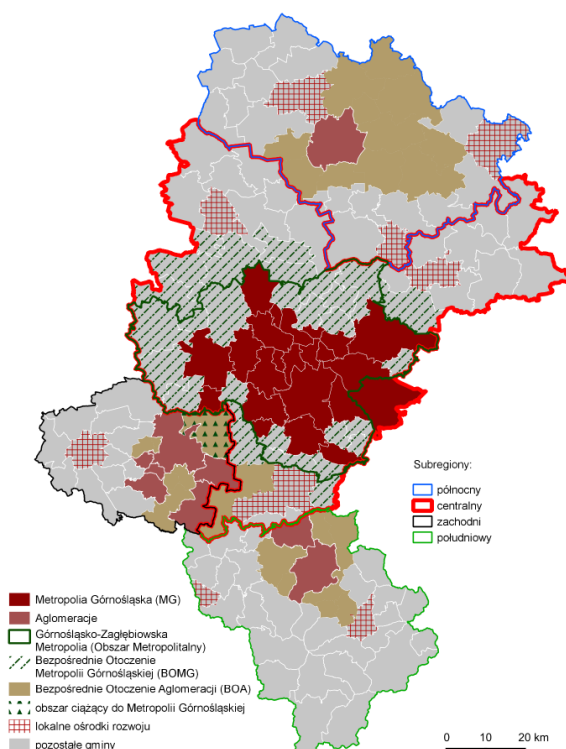 Subregiony:
północny
centralny
zachodni
południowy
Metropolia Górnośląska (MG)
Aglomeracje
Górnośląsko-Zagłębiowska
Metropolia (Obszar Metropolitalny)
Bezpośrednie Otoczenie
Metropolii Górnośląskiej (BOMG)
Bezpośrednie Otoczenie Aglomeracji (BOA)
obszar ciążący do Metropolii Górnośląskiej
lokalne ośrodki rozwoju
pozostałe gminy
0 10 20 km